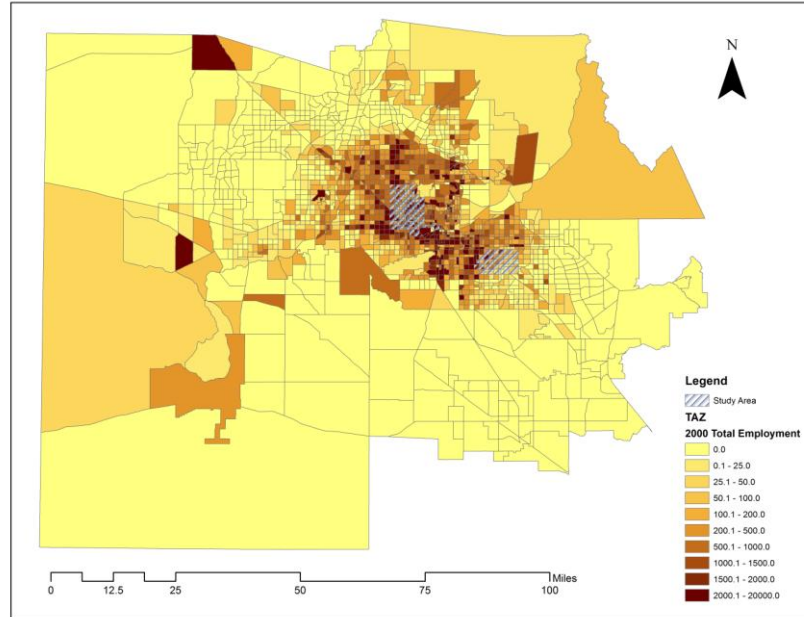 N
Legend
Study Area
TAZ
2000 Total Employment
0.0
0.1 - 25.0
25.1 - 50.0
50.1 - 100.0
100.1 - 200.0
200.1 - 500.0
500.1 - 1000.0
1000.1 - 1500.0
1500.1 - 2000.0
2000.1 - 20000.0
Miles
0 12.5 25 50 75 100